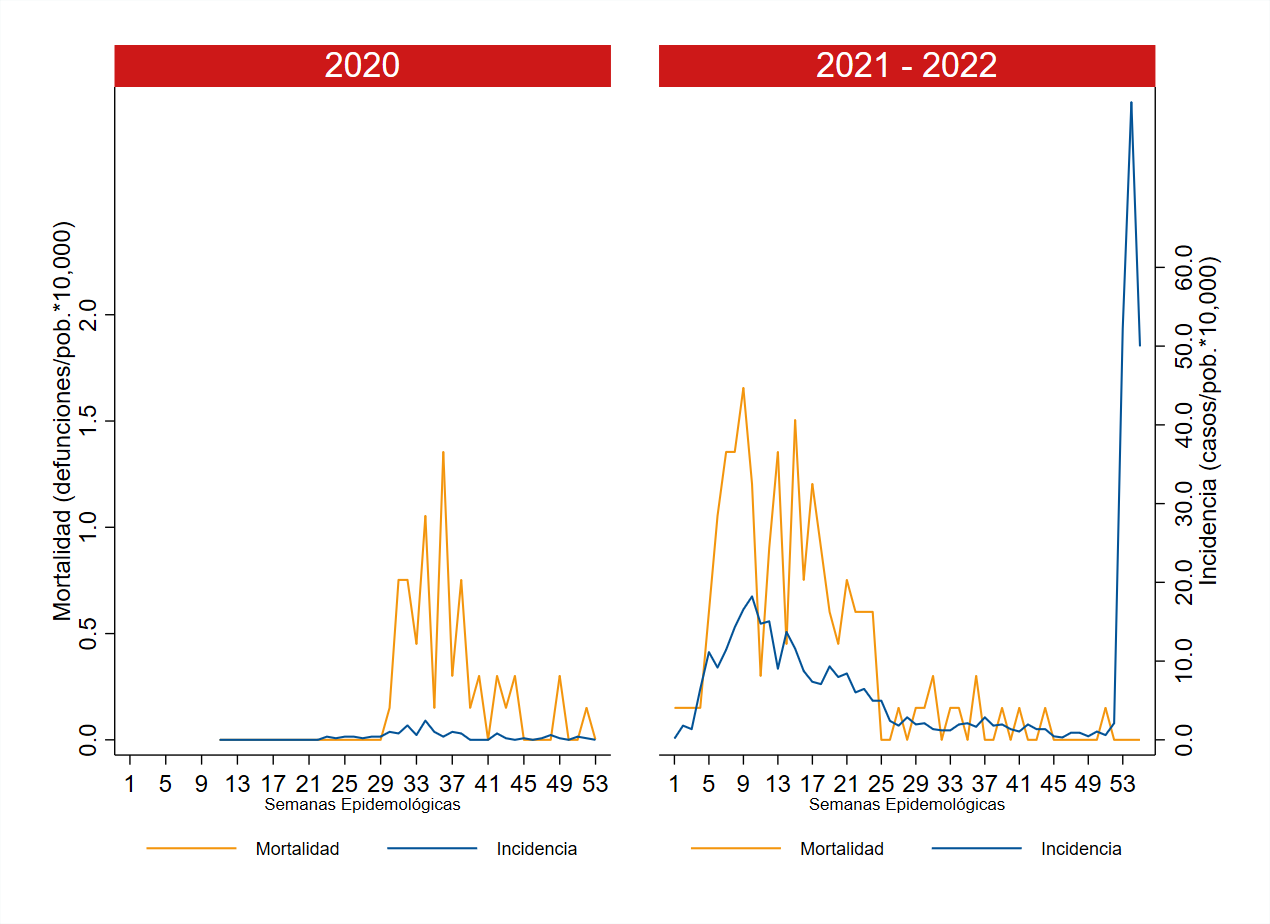 2020
2021 - 2022
Mortalidad (defunciones/pob.*10,000)
0.0 0.5 1.0 1.5 2.0
1 5 9 13 17 21 25 29 33 37 41 45 49 53
Semanas Epidemológicas
Mortalidad Incidencia
1 5 9 13 17 21 25 29 33 37 41 45 49 53
Semanas Epidemológicas
Mortalidad Incidencia
0.0 10.0 20.0 30.0 40.0 50.0 60.0
Incidencia (casos/pob.*10,000)